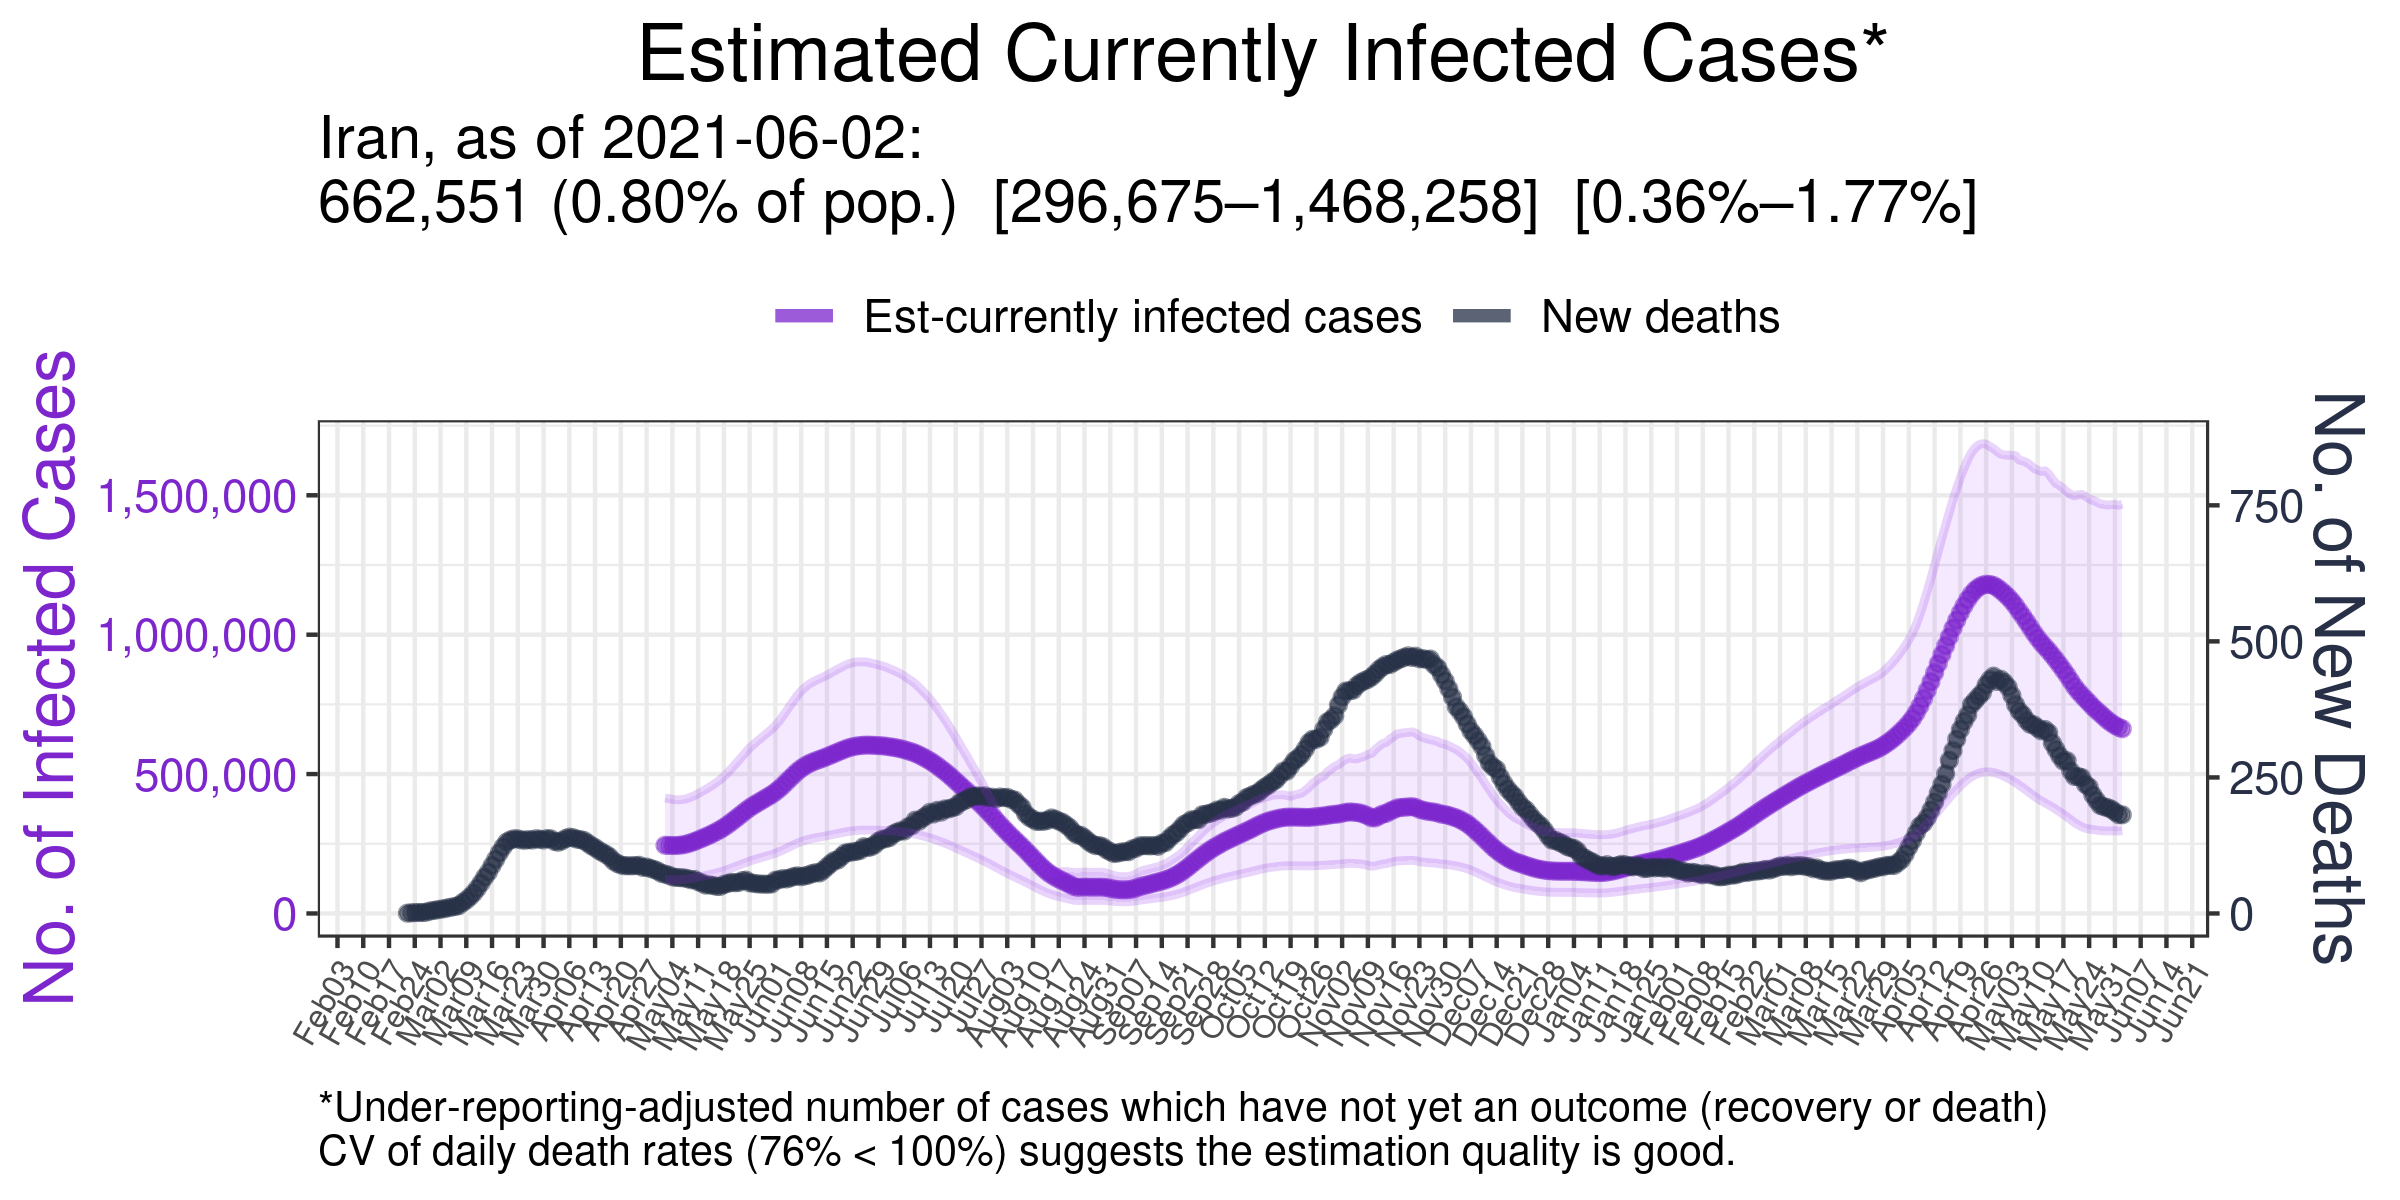 Estimated Currently Infected Cases*
Iran, as of 2021-06-02:
662,551 (0.80% of pop.)  [296,675–1,468,258]  [0.36%–1.77%]
Est-currently infected cases
New deaths
No. of Infected Cases
1,500,000
1,000,000
500,000
0
750
500
250
0
No. of New Deaths
Feb03
Feb10
Feb17
Feb24
Mar02
Mar09
Mar16
Mar23
Mar30
Apr06
Apr13
Apr20
Apr27
May04
May11
May18
May25
Jun01
Jun08
Jun15
Jun22
Jun29
Jul06
Jul13
Jul20
Jul27
Aug03
Aug10
Aug17
Aug24
Aug31
Sep07
Sep14
Sep21
Sep28
Oct05
Oct12
Oct19
Oct26
Nov02
Nov09
Nov16
Nov23
Nov30
Dec07
Dec14
Dec21
Dec28
Jan04
Jan11
Jan18
Jan25
Feb01
Feb08
Feb15
Feb22
Mar01
Mar08
Mar15
Mar22
Mar29
Apr05
Apr12
Apr19
Apr26
May03
May10
May17
May24
May31
Jun07
Jun14
Jun21
*Under-reporting-adjusted number of cases which have not yet an outcome (recovery or death)
CV of daily death rates (76% < 100%) suggests the estimation quality is good.